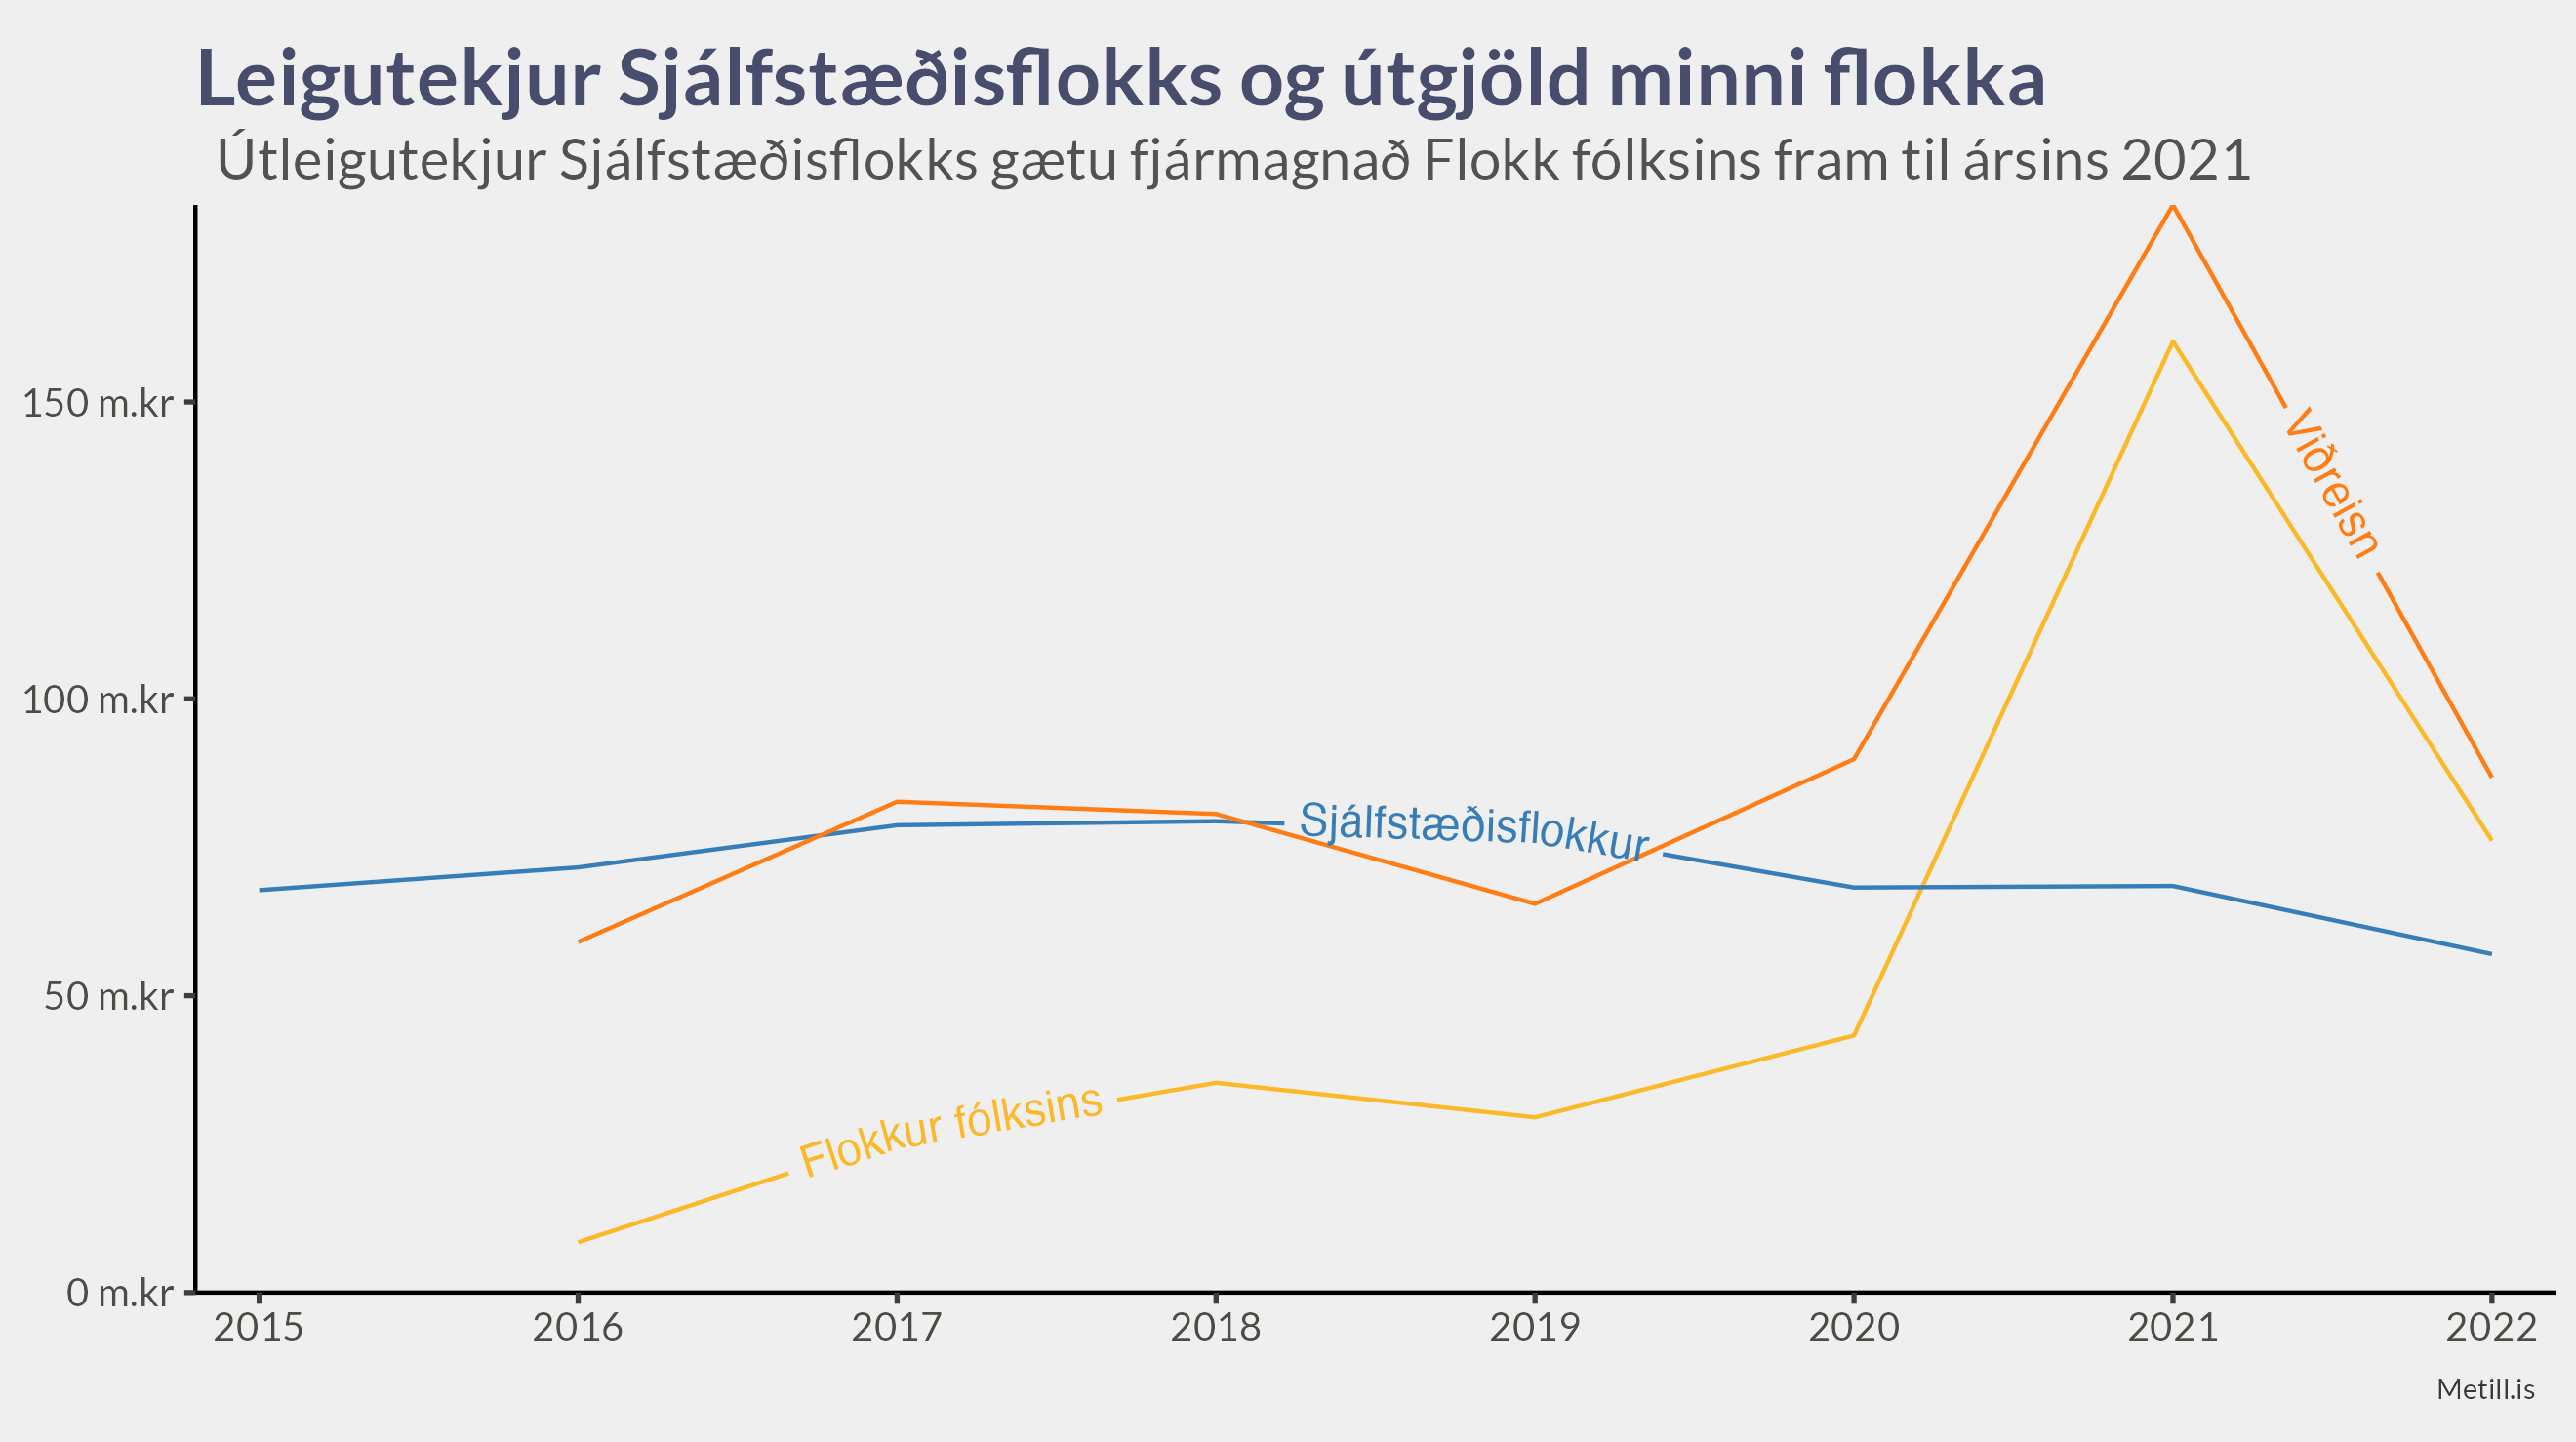 Leigutekjur Sjálfstæðisflokks og útgjöld minni flokka
Útleigutekjur Sjálfstæðisflokks gætu fjármagnað Flokk fólksins fram til ársins 2021
150 m.kr
100 m.kr
50 m.kr
0 m.kr
Viðreisn
Sjálfstæðisflokkur
Flokkur fólksins
2015 2016 2017 2018 2019 2020 2021 2022
Metill.is